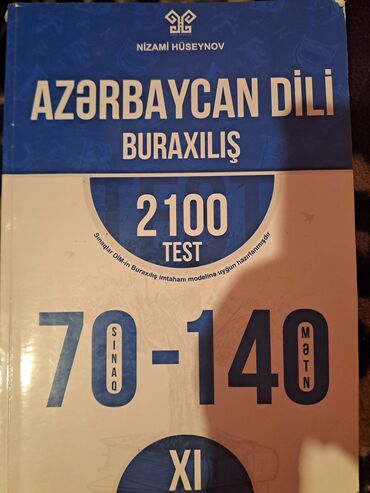 NİZAMİ HÜSEYNOV
AZƏRBAYCAN DİLİ
BURAXILIŞ
2100
TEST
Sınaqlar DİM-in Buraxılış imtahanı modelinə uyğun hazırlanmışdır
70-140
SINAQ
MƏTN
XI